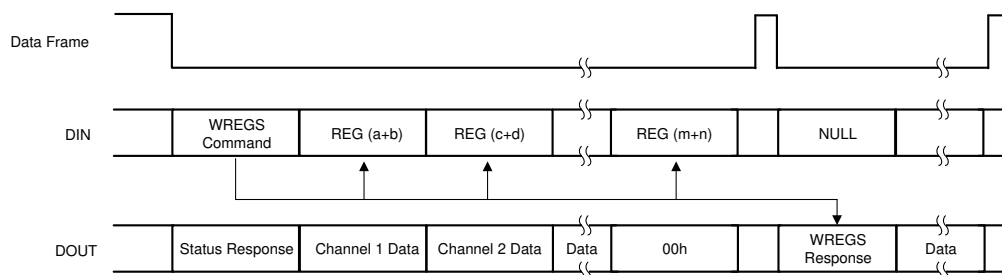 Data Frame
DIN
WREGS
Command
REG (a+b)
REG (c+d)
REG (m+n)
NULL
DOUT
Status Response
Channel 1 Data
Channel 2 Data
Data
00h
WREGS
Response
Data